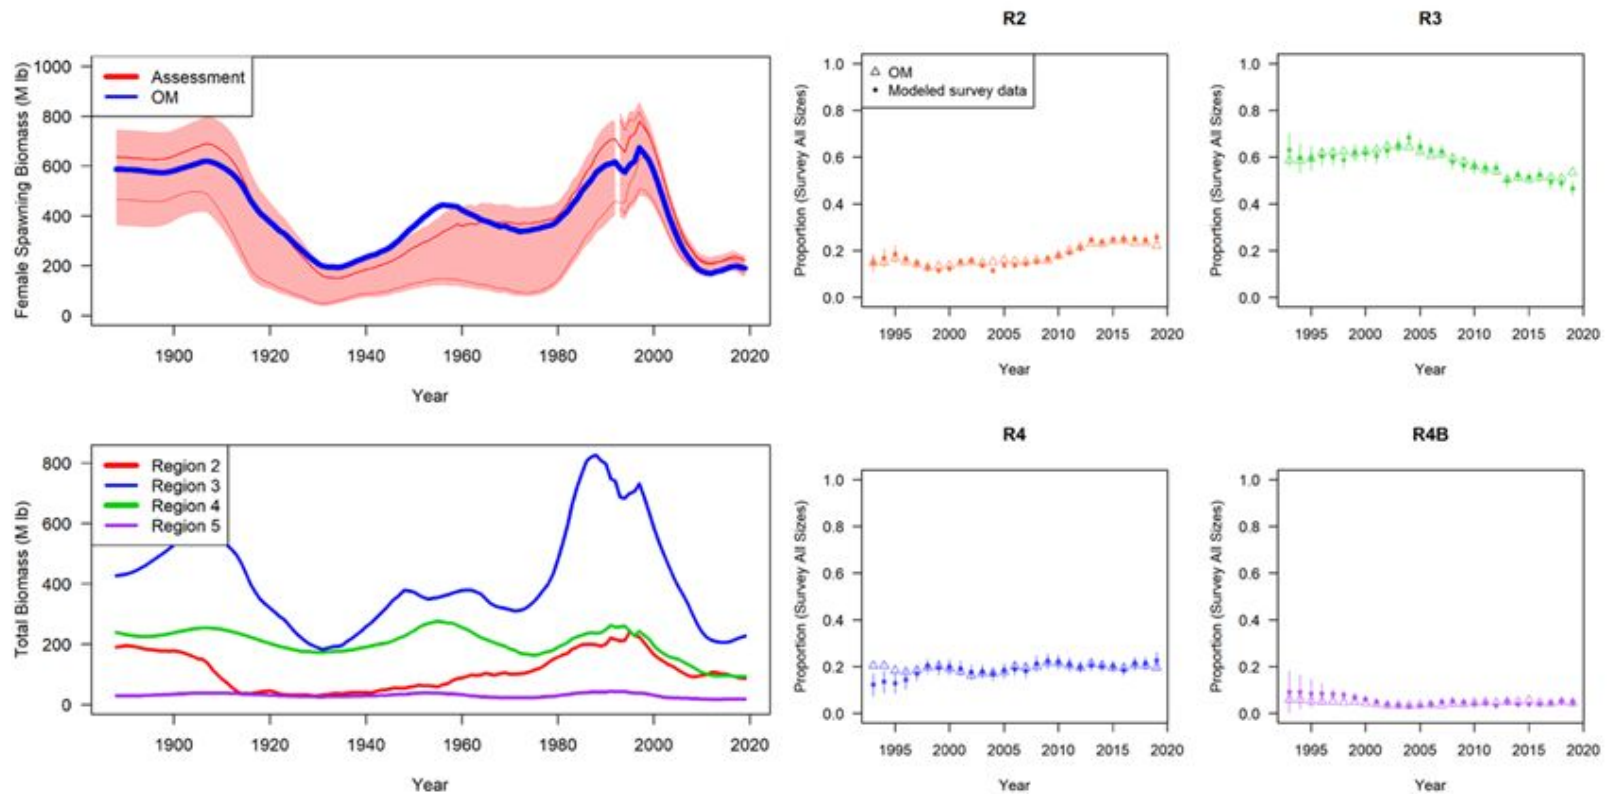 Female Spawning Biomass (M lb)
1000
800
600
400
200
0
Assessment
OM
1900 1920 1940 1960 1980 2000 2020
Year
R2
Proportion (Survey All Sizes)
1.0
0.8
0.6
0.4
0.2
0.0
OM
Modeled survey data
1995 2000 2005 2010 2015 2020
Year
R3
Proportion (Survey All Sizes)
1.0
0.8
0.6
0.4
0.2
0.0
1995 2000 2005 2010 2015 2020
Year
Total Biomass (M lb)
800
600
400
200
0
Region 2
Region 3
Region 4
Region 5
1900 1920 1940 1960 1980 2000 2020
Year
R4
Proportion (Survey All Sizes)
1.0
0.8
0.6
0.4
0.2
0.0
1995 2000 2005 2010 2015 2020
Year
R4B
Proportion (Survey All Sizes)
1.0
0.8
0.6
0.4
0.2
0.0
1995 2000 2005 2010 2015 2020
Year